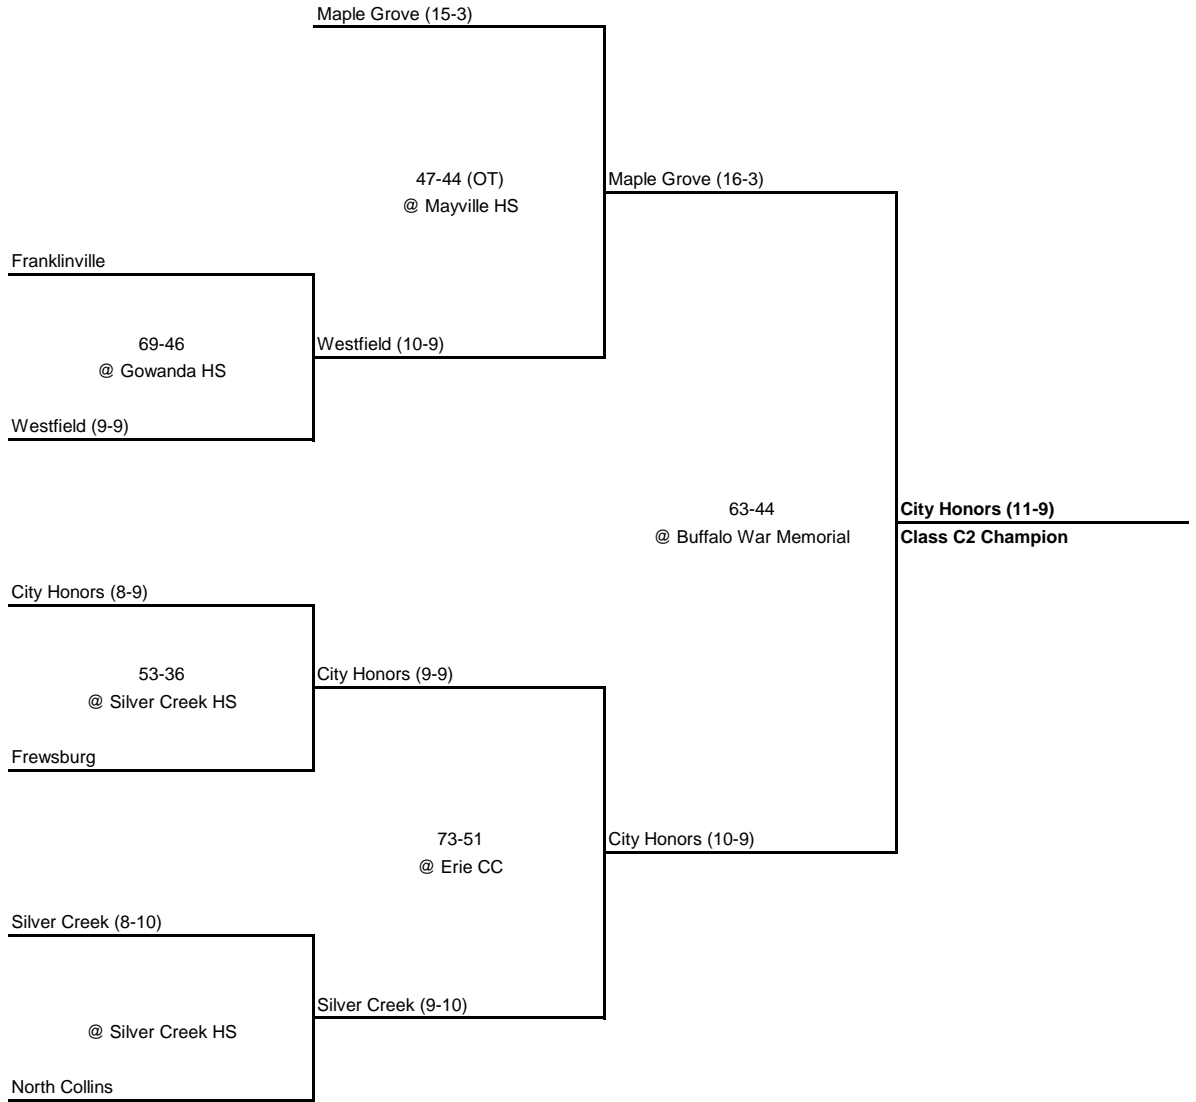 Maple Grove (15-3)
47-44 (OT)
@ Mayville HS
Maple Grove (16-3)
Franklinville
69-46
@ Gowanda HS
Westfield (10-9)
Westfield (9-9)
63-44
@ Buffalo War Memorial
City Honors (11-9)
Class C2 Champion
City Honors (8-9)
53-36
@ Silver Creek HS
City Honors (9-9)
Frewsburg
73-51
@ Erie CC
City Honors (10-9)
Silver Creek (8-10)
@ Silver Creek HS
Silver Creek (9-10)
North Collins